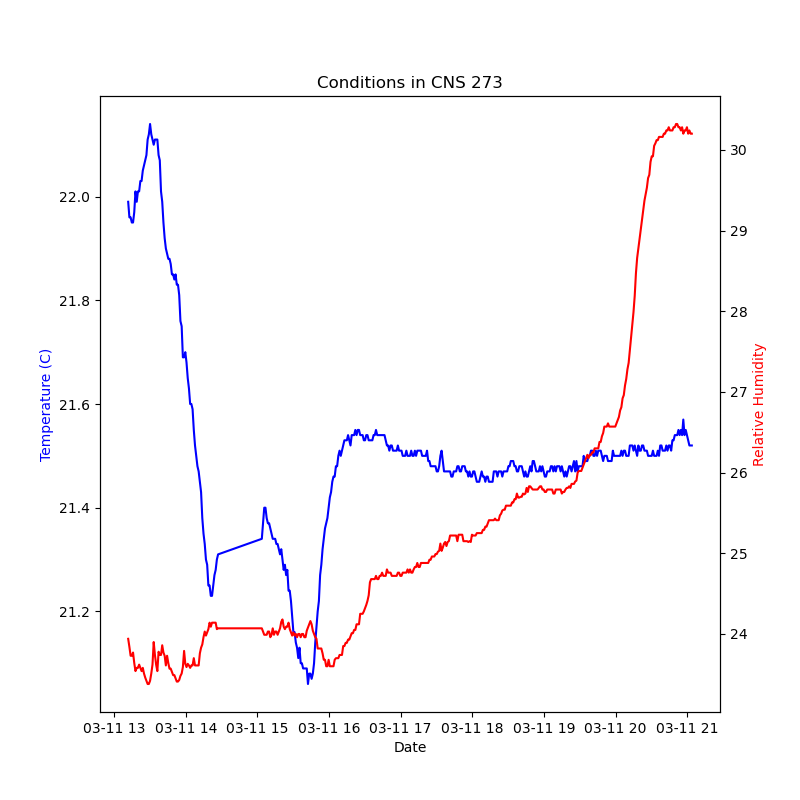 Conditions in CNS 273
Temperature (C)
22.0
21.8
21.6
21.4
21.2
30
29
28
27
26
25
24
Relative Humidity
03-11 13 03-11 14 03-11 15 03-11 16 03-11 17 03-11 18 03-11 19 03-11 20 03-11 21
Date